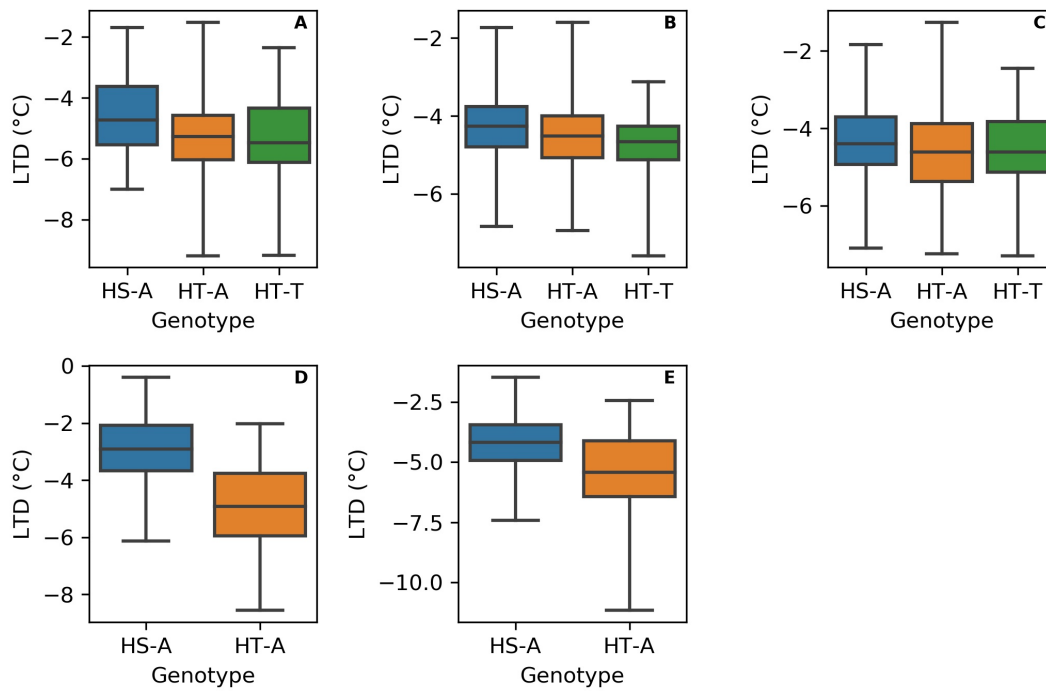 A
LTD (°C)
−2
−4
−6
−8
HS-A HT-A HT-T
Genotype
B
LTD (°C)
−2
−4
−6
HS-A HT-A HT-T
Genotype
C
LTD (°C)
−2
−4
−6
HS-A HT-A HT-T
Genotype
D
LTD (°C)
0
−2
−4
−6
−8
HS-A HT-A
Genotype
E
LTD (°C)
−2.5
−5.0
−7.5
−10.0
HS-A HT-A
Genotype